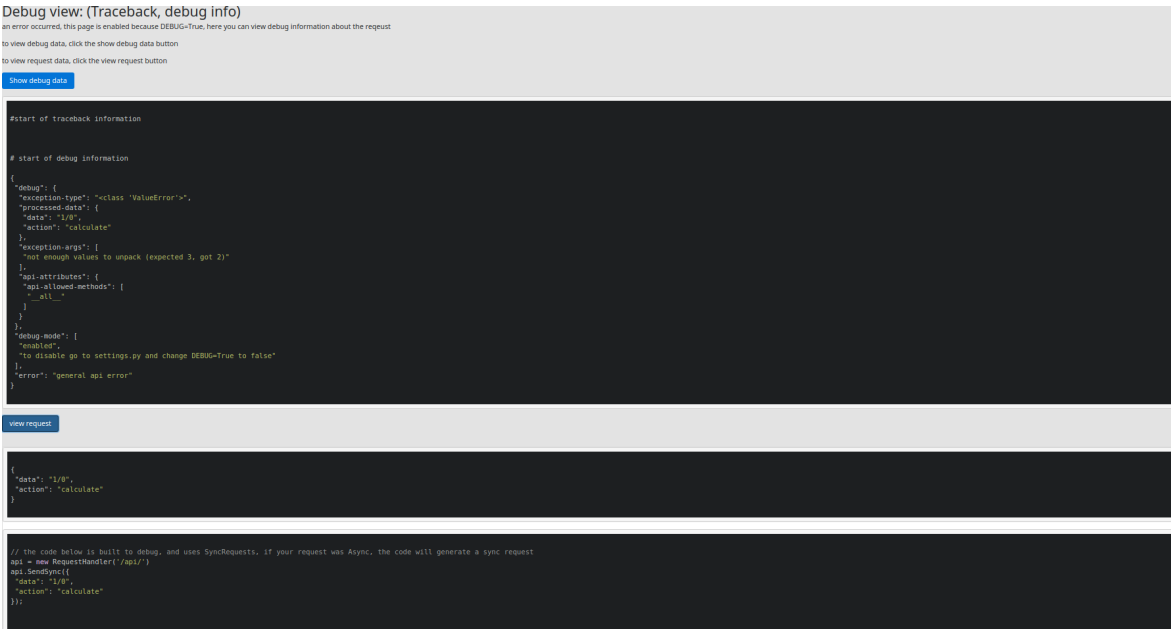 Debug view: (Traceback, debug info)
an error occurred, this page is enabled because DEBUG=True, here you can view debug information about the reqeust
to view debug data, click the show debug data button
to view request data, click the view request button
Show debug data
#start of traceback information
# start of debug information
{
"debug": {
"exception-type": "<class 'ValueError'>",
"processed-data": {
"data": "1/0",
"action": "calculate"
},
"exception-args": [
"not enough values to unpack (expected 3, got 2)"
],
"api-attributes": {
"api-allowed-methods": [
"__all__"
]
}
},
"debug-mode": [
"enabled",
"to disable go to settings.py and change DEBUG=True to false"
],
"error": "general api error"
}
view request
{
"data": "1/0",
"action": "calculate"
}
// the code below is built to debug, and uses SyncRequests, if your request was Async, the code will generate a sync request
api = new RequestHandler('/api/')
api.SendSync({
"data": "1/0",
"action": "calculate"
});